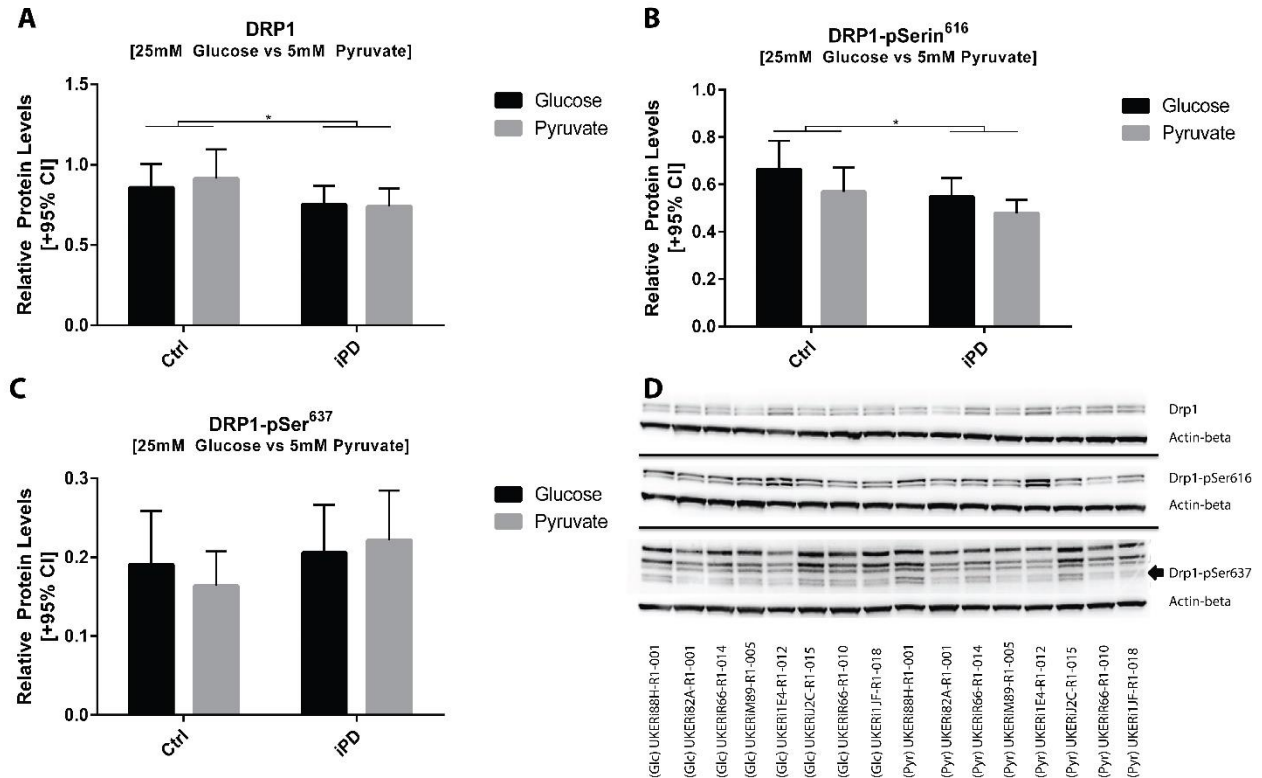 A
DRP1
[25mM Glucose vs 5mM Pyruvate]
Relative Protein Levels
[+95% CI]
1.5
1.0
0.5
0.0
*
Glucose
Pyruvate
Ctrl
iPD
B
DRP1-pSerin616
[25mM Glucose vs 5mM Pyruvate]
Relative Protein Levels
[+95% CI]
1.0
0.8
0.6
0.4
0.2
0.0
*
Glucose
Pyruvate
Ctrl
iPD
C
DRP1-pSer637
[25mM Glucose vs 5mM Pyruvate]
Relative Protein Levels
[+95% CI]
0.3
0.2
0.1
0.0
Glucose
Pyruvate
Ctrl
iPD
D
Drp1
Actin-beta
Drp1-pSer616
Actin-beta
Drp1-pSer637
Actin-beta
(Glc) UKERi88H-R1-001
(Glc) UKERi82A-R1-001
(Glc) UKERiR66-R1-014
(Glc) UKERiM89-R1-005
(Glc) UKERi1E4-R1-012
(Glc) UKERiJ2C-R1-015
(Glc) UKERiR66-R1-010
(Glc) UKERi1JF-R1-018
(Pyr) UKERi88H-R1-001
(Pyr) UKERi82A-R1-001
(Pyr) UKERiR66-R1-014
(Pyr) UKERiM89-R1-005
(Pyr) UKERi1E4-R1-012
(Pyr) UKERiJ2C-R1-015
(Pyr) UKERiR66-R1-010
(Pyr) UKERi1JF-R1-018